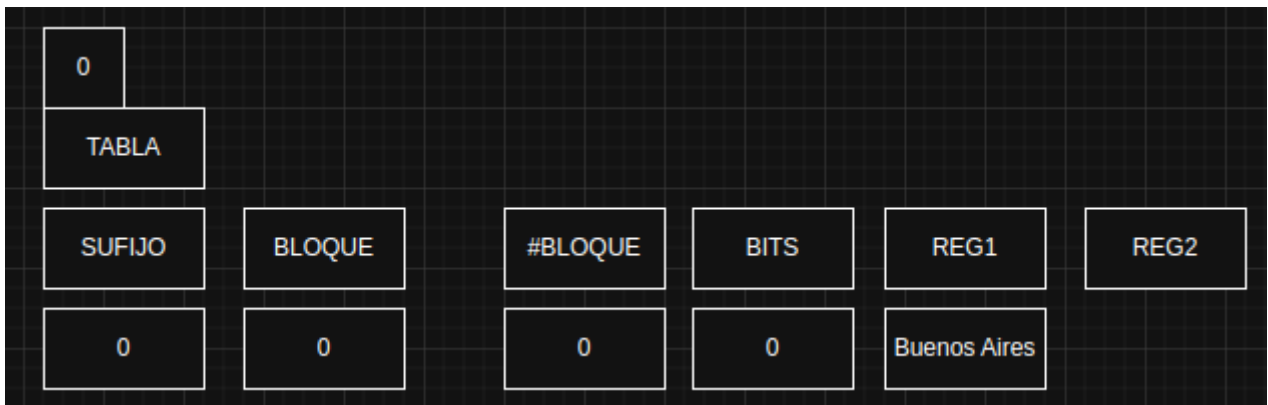 0
TABLA
SUFIJO BLOQUE #BLOQUE BITS REG1 REG2
0 0 0 0 Buenos Aires